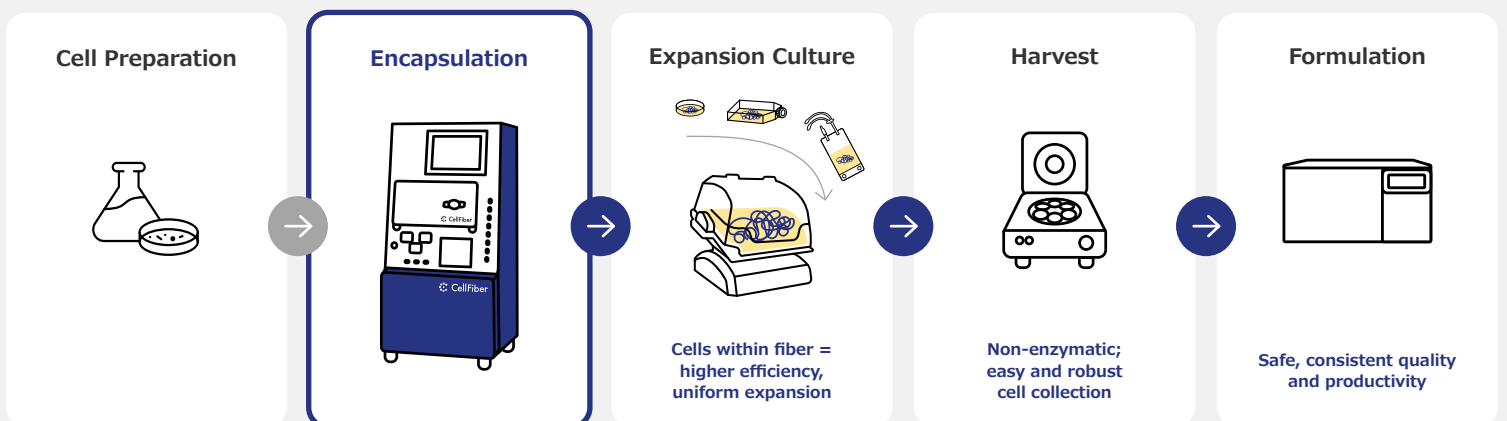 Cell Preparation
Encapsulation
CellFiber
CellFiber
Expansion Culture
Cells within fiber =
higher efficiency,
uniform expansion
Harvest
Non-enzymatic;
easy and robust
cell collection
Formulation
Safe, consistent quality
and productivity